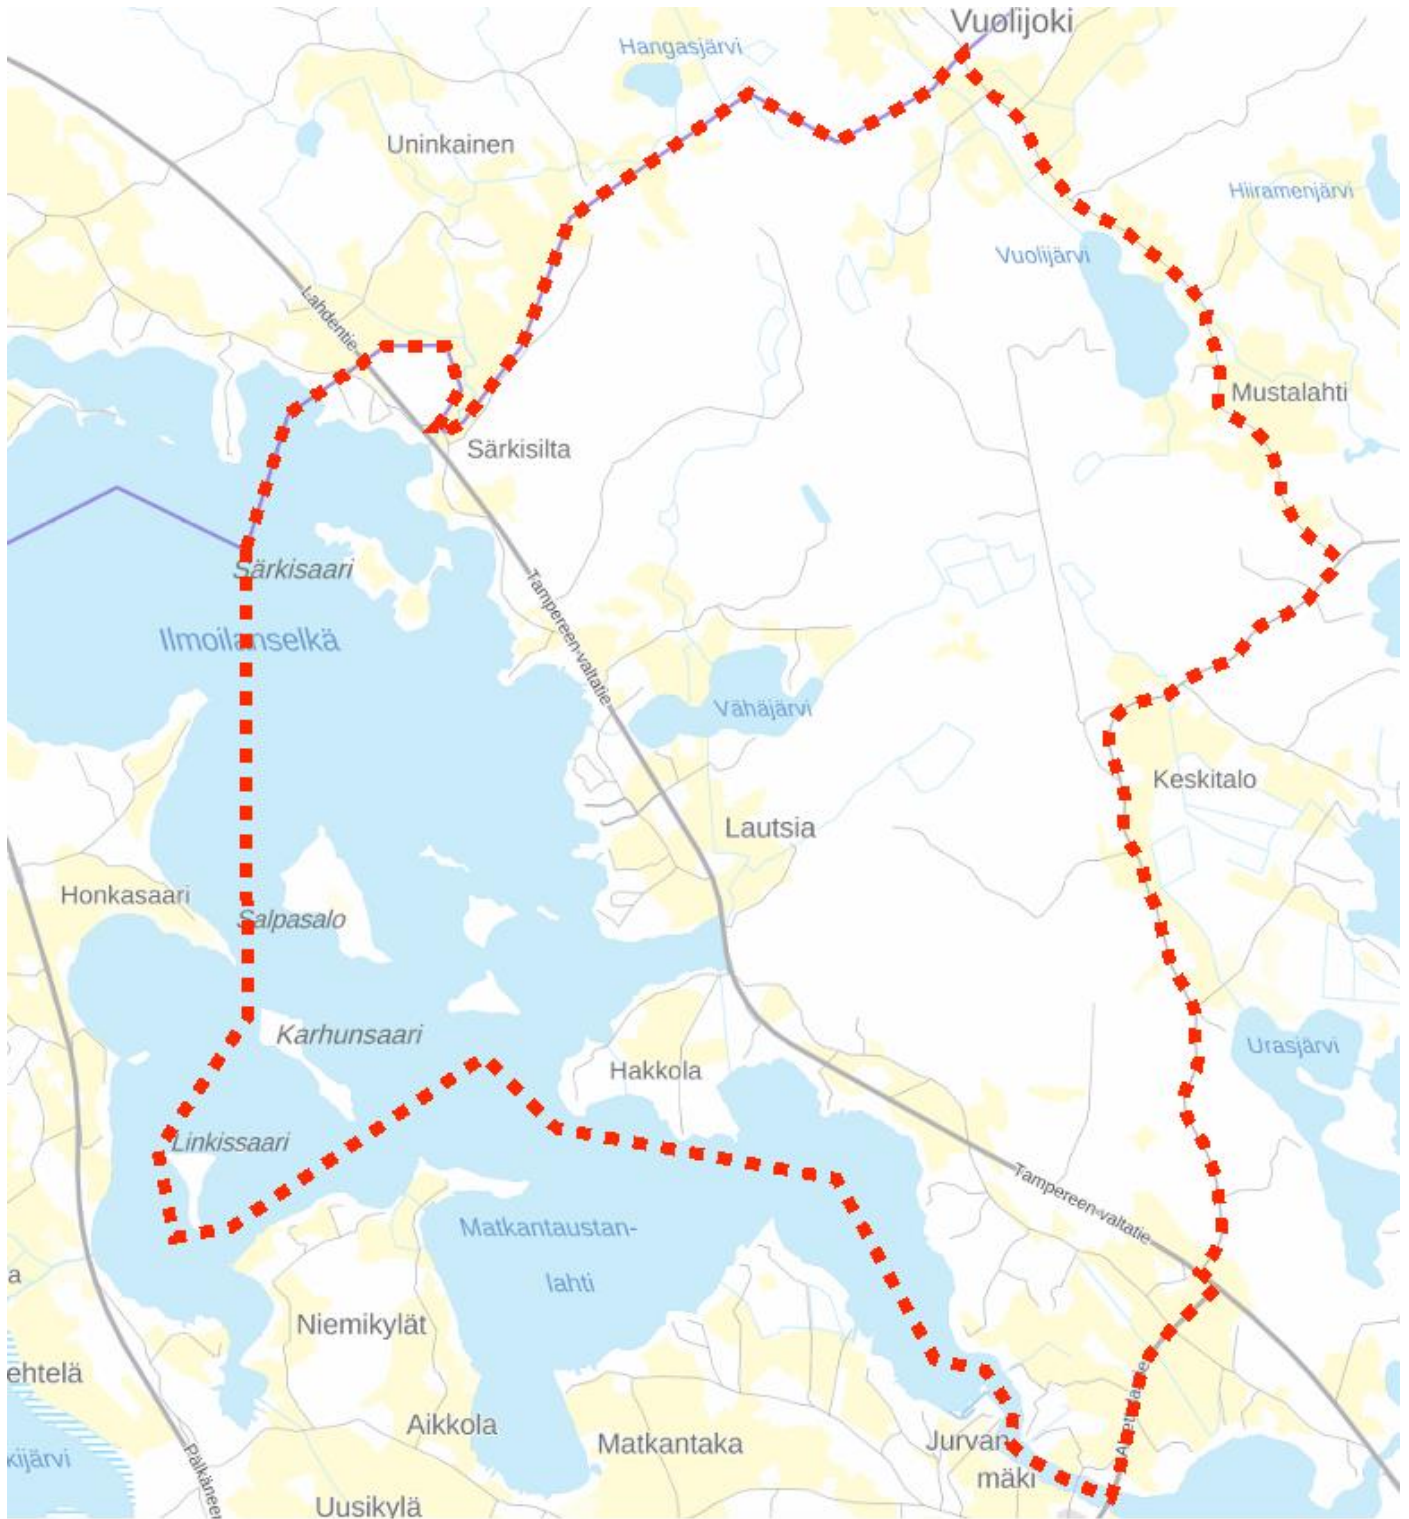 Vuolijoki
Hangasjärvi
Uninkainen
Hiiramenjärvi
Vuolijärvi
Lahdentie
Mustalahti
Särkisilta
Särkisaari
Ilmoilanselkä
Tampereen valtatie
Vähäjärvi
Keskitalo
Lautsia
Honkasaari
Salpasalo
Karhunsaari
Urasjärvi
Hakkola
Linkissaari
Tampereen valtatie
Matkantaustan-
lahti
a
Niemikylät
ehtelä
Aikkola
Matkantaka
Jurvan
mäki
kijärvi
Pälkäneen
Uusikylä